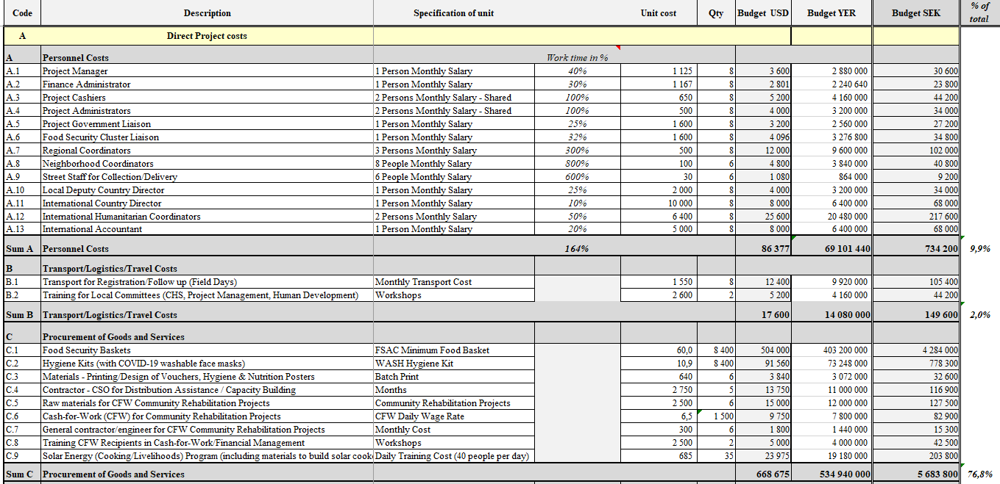 Code Description Specification of unit Unit cost Qty Budget USD Budget YER Budget SEK % of total
A Direct Project costs
A Personnel Costs Work time in %
A.1 Project Manager 1 Person Monthly Salary 40% 1 125 8 3 600 2 880 000 30 600
A.2 Finance Administrator 1 Person Monthly Salary 30% 1 167 8 2 801 2 240 640 23 800
A.3 Project Cashiers 2 Persons Monthly Salary - Shared 100% 650 8 5 200 4 160 000 44 200
A.4 Project Administrators 2 Persons Monthly Salary - Shared 100% 500 8 4 000 3 200 000 34 000
A.5 Project Government Liaison 1 Person Monthly Salary 25% 1 600 8 3 200 2 560 000 27 200
A.6 Food Security Cluster Liaison 1 Person Monthly Salary 32% 1 600 8 4 096 3 276 800 34 800
A.7 Regional Coordinators 3 Persons Monthly Salary 300% 500 8 12 000 9 600 000 102 000
A.8 Neighborhood Coordinators 8 People Monthly Salary 800% 100 6 4 800 3 840 000 40 800
A.9 Street Staff for Collection/Delivery 6 People Monthly Salary 600% 30 6 1 080 864 000 9 200
A.10 Local Deputy Country Director 1 Person Monthly Salary 25% 2 000 8 4 000 3 200 000 34 000
A.11 International Country Director 1 Person Monthly Salary 10% 10 000 8 8 000 6 400 000 68 000
A.12 International Humanitarian Coordinators 2 Persons Monthly Salary 50% 6 400 8 25 600 20 480 000 217 600
A.13 International Accountant 1 Person Monthly Salary 20% 5 000 8 8 000 6 400 000 68 000
Sum A Personnel Costs 164% 86 377 69 101 440 734 200 9,9%
B Transport/Logistics/Travel Costs
B.1 Transport for Registration/Follow up (Field Days) Monthly Transport Cost 1 550 8 12 400 9 920 000 105 400
B.2 Training for Local Committees (CHS, Project Management, Human Development) Workshops 2 600 2 5 200 4 160 000 44 200
Sum B Transport/Logistics/Travel Costs 17 600 14 080 000 149 600 2,0%
C Procurement of Goods and Services
C.1 Food Security Baskets FSAC Minimum Food Basket 60,0 8 400 504 000 403 200 000 4 284 000
C.2 Hygiene Kits (with COVID-19 washable face masks) WASH Hygiene Kit 10,9 8 400 91 560 73 248 000 778 300
C.3 Materials - Printing/Design of Vouchers, Hygiene & Nutrition Posters Batch Print 640 6 3 840 3 072 000 32 600
C.4 Contractor - CSO for Distribution Assistance / Capacity Building Months 2 750 5 13 750 11 000 000 116 900
C.5 Raw materials for CFW Community Rehabilitation Projects Community Rehabilitation Projects 2 500 6 15 000 12 000 000 127 500
C.6 Cash-for-Work (CFW) for Community Rehabilitation Projects CFW Daily Wage Rate 6,5 1 500 9 750 7 800 000 82 900
C.7 General contractor/engineer for CFW Community Rehabilitation Projects Monthly Cost 300 6 1 800 1 440 000 15 300
C.8 Training CFW Recipients in Cash-for-Work/Financial Management Workshops 2 500 2 5 000 4 000 000 42 500
C.9 Solar Energy (Cooking/Livelihoods) Program (including materials to build solar cook Daily Training Cost (40 people per day) 685 35 23 975 19 180 000 203 800
Sum C Procurement of Goods and Services 668 675 534 940 000 5 683 800 76,8%